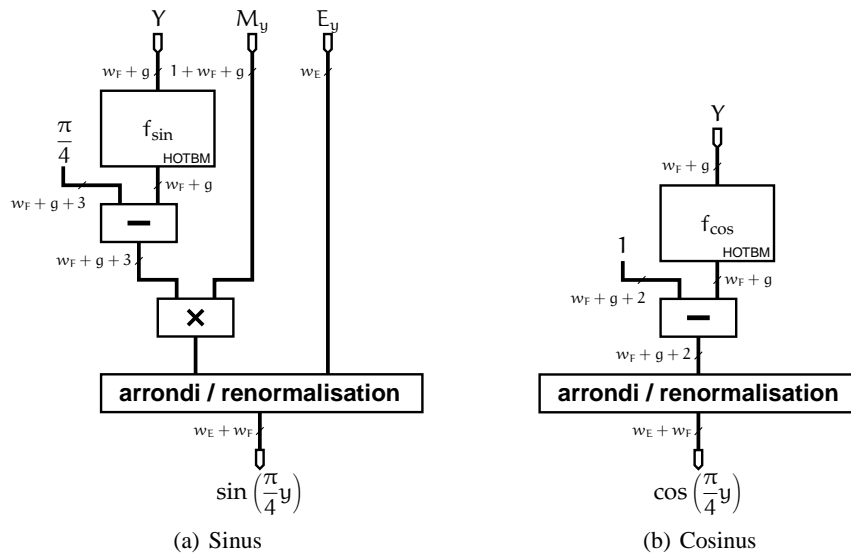 Y M_y E_y
w_F + g 1 + w_F + g w_E
f_sin
HOTBM
π/4
w_F + g
w_F + g + 3
−
w_F + g + 3
×
arrondi / renormalisation
w_E + w_F
sin (π/4 y)
(a) Sinus
Y
w_F + g
f_cos
HOTBM
1
w_F + g
w_F + g + 2
−
w_F + g + 2
arrondi / renormalisation
w_E + w_F
cos (π/4 y)
(b) Cosinus